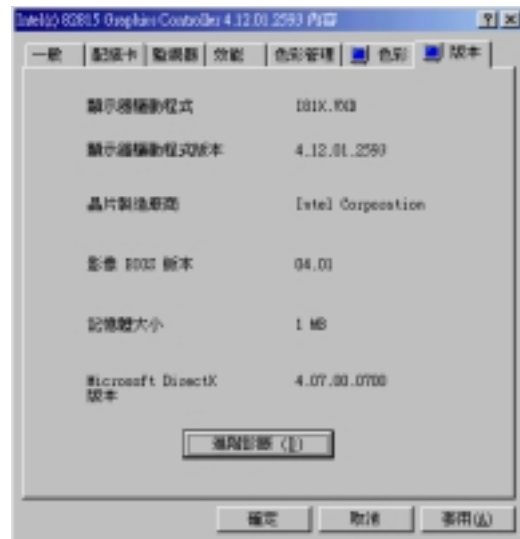 Intel(r) 82815 Graphics Controller 4.12.01.2593 內容
一般 配接卡 監視器 效能 色彩管理 色彩 版本
顯示器驅動程式 I81X.VXD
顯示器驅動程式版本 4.12.01.2593
晶片製造廠商 Intel Corporation
影像 BIOS 版本 04.01
記憶體大小 1 MB
Microsoft DirectX 版本 4.07.00.0700
進階診斷 (I)
確定 取消 套用(A)